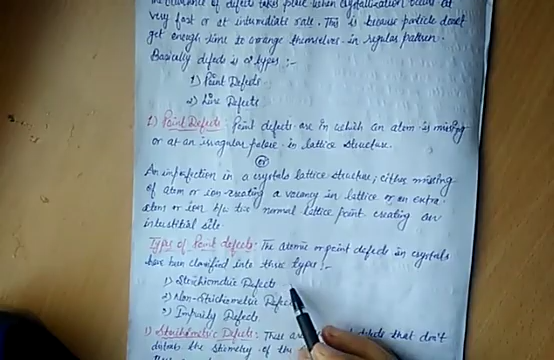 of defects takes place when crystallization occurs at
very fast or at intermediate rate. This is because particle don't
get enough time to arrange themselves in regular pattern.
Basically defects is of types :-
1) Point Defects
2) Line Defects
1) Point Defects: Point defects are in which an atom is missing
or at an irregular palace in lattice structure.
or
An imperfection in a crystals lattice structure; either missing
of atom or ion creating a vacancy in lattice or an extra
atom or ion b/w two normal lattice point creating an
interstitial site.
Types of Point defects: The atomic or point defects in crystals
have been classified into three types :-
1) Stoichiometric Defects
2) Non-Stoichiometric Defects
3) Impurity Defects
1) Stoichiometric Defects: These are defects that don't
disturb the of the